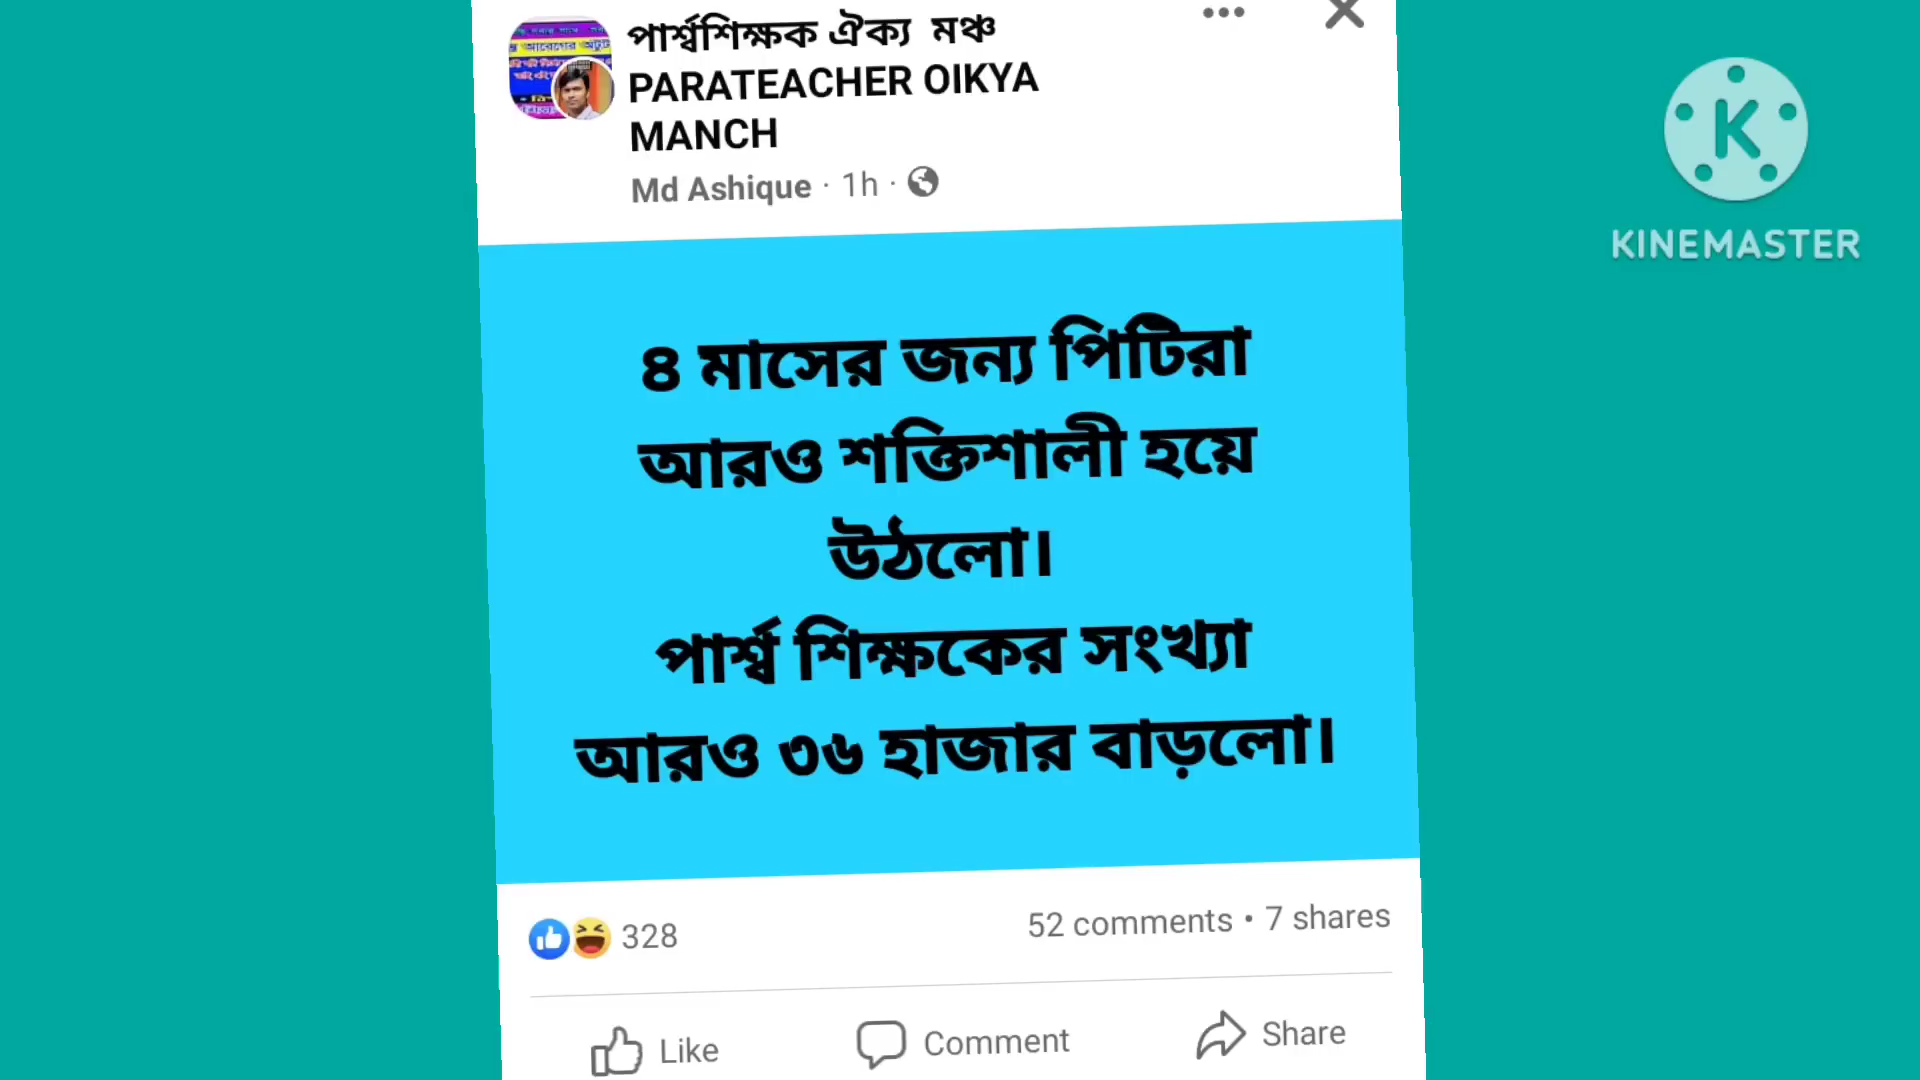 পার্শ্বশিক্ষক ঐক্য মঞ্চ
PARATEACHER OIKYA
MANCH
Md Ashique · 1h ·
৪ মাসের জন্য পিটিরা
আরও শক্তিশালী হয়ে
উঠলো।
পার্শ্ব শিক্ষকের সংখ্যা
আরও ৩৬ হাজার বাড়লো।
328
52 comments • 7 shares
Like
Comment
Share
K
KINEMASTER